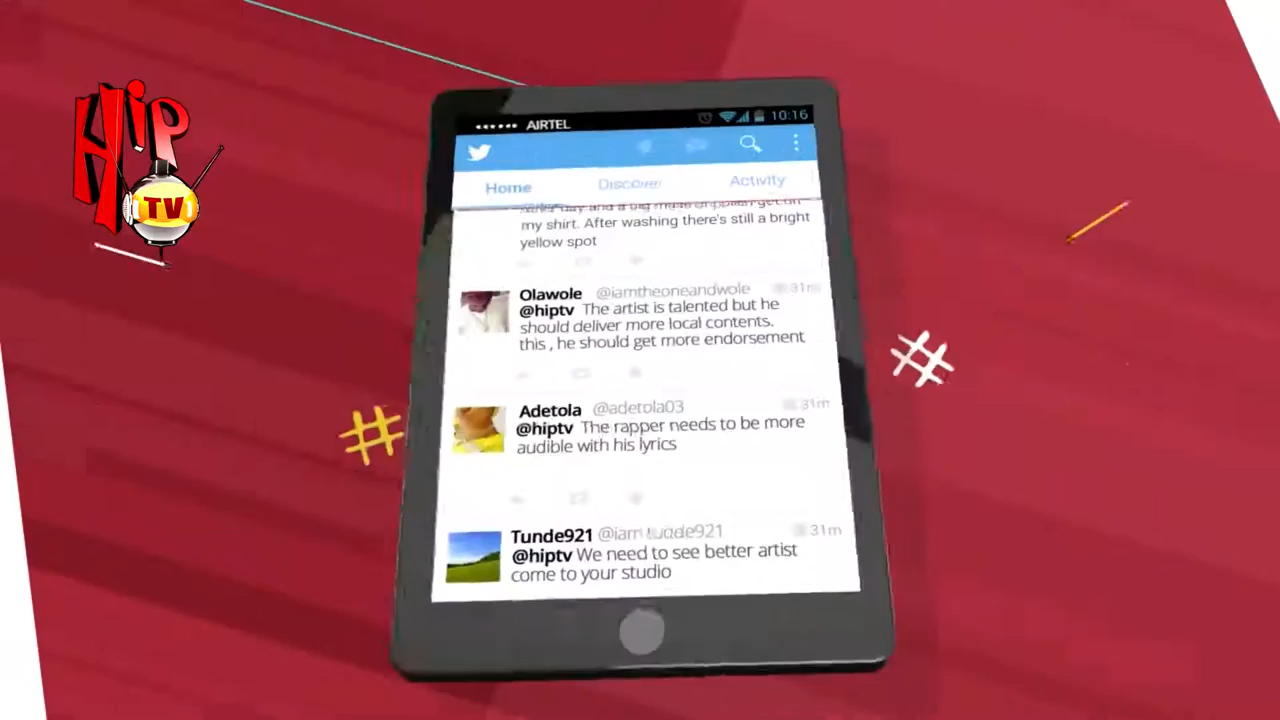 HIP
TV
AIRTEL
10:16
Home
Discover
Activity
my shirt. After washing there's still a bright
yellow spot
Olawole @iamtheoneandwole 31m
@hiptv The artist is talented but he
should deliver more local contents.
this , he should get more endorsement
Adetola @adetola03 31m
@hiptv The rapper needs to be more
audible with his lyrics
Tunde921 @iamtunde921 31m
@hiptv We need to see better artist
come to your studio